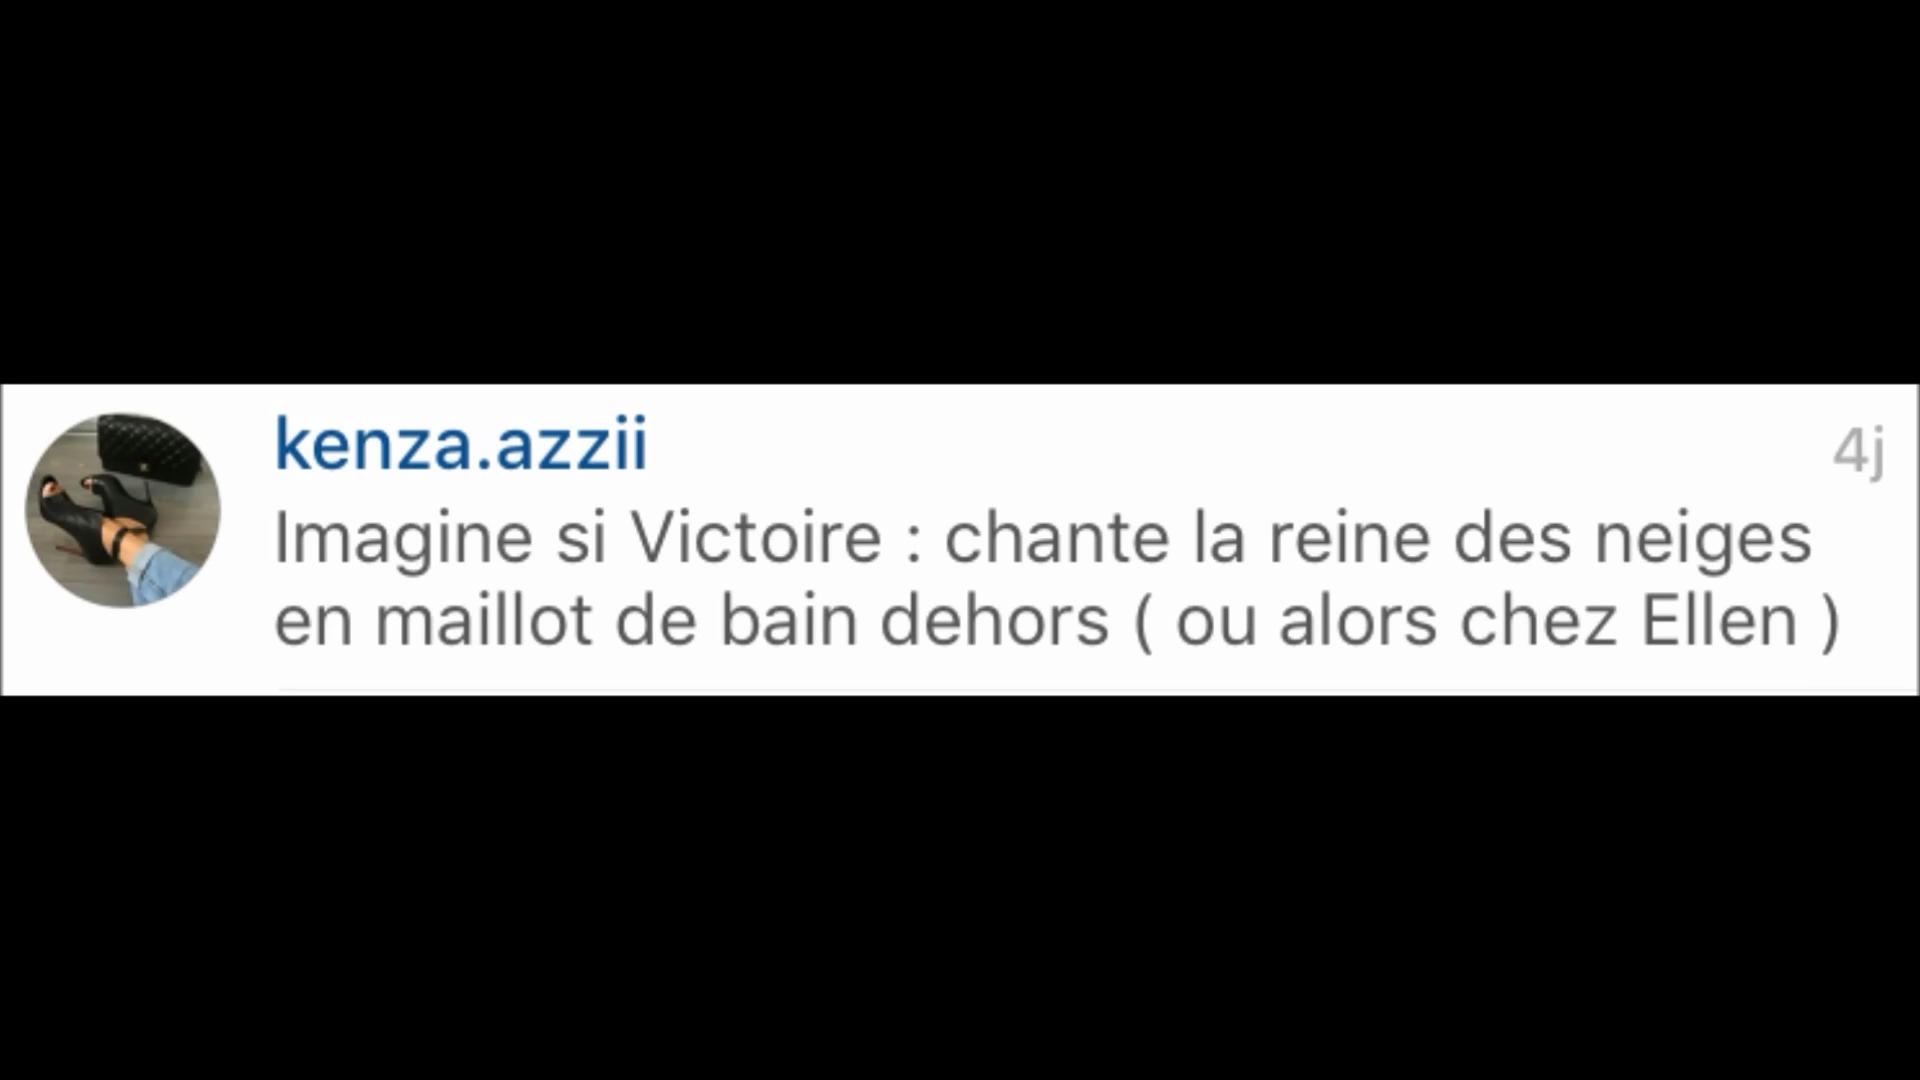 kenza.azzii
4j
Imagine si Victoire : chante la reine des neiges
en maillot de bain dehors ( ou alors chez Ellen )